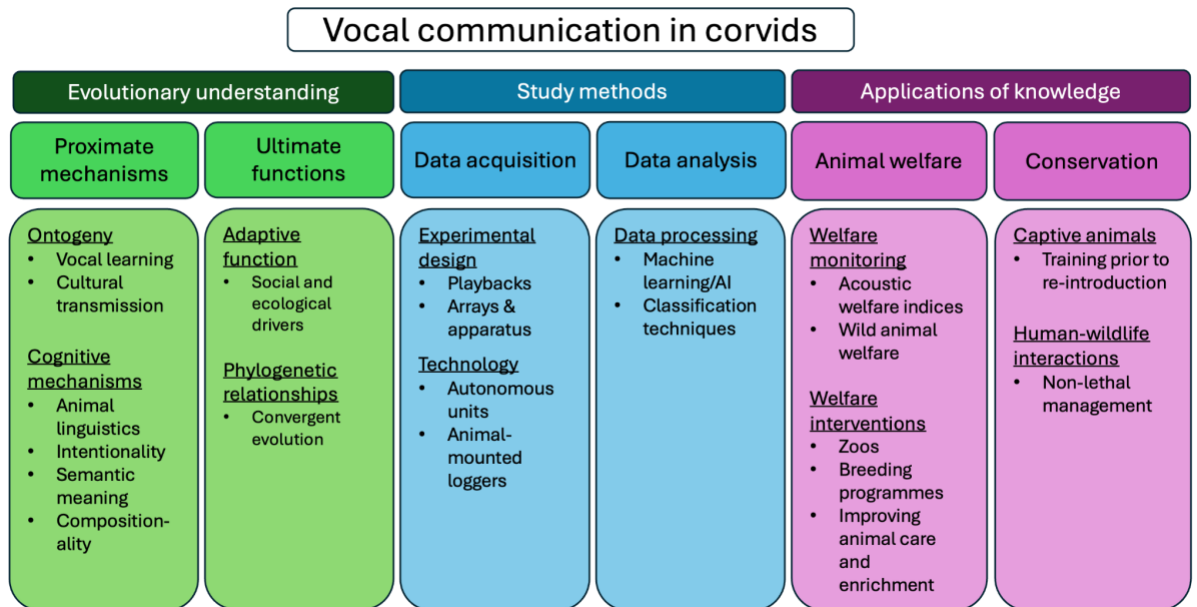 Vocal communication in corvids
Evolutionary understanding
Study methods
Applications of knowledge
Proximate
mechanisms
Ultimate
functions
Data acquisition
Data analysis
Animal welfare
Conservation
Ontogeny
• Vocal learning
• Cultural
transmission
Cognitive
mechanisms
• Animal
linguistics
• Intentionality
• Semantic
meaning
• Composition-
ality
Adaptive
function
• Social and
ecological
drivers
Phylogenetic
relationships
• Convergent
evolution
Experimental
design
• Playbacks
• Arrays &
apparatus
Technology
• Autonomous
units
• Animal-
mounted
loggers
Data processing
• Machine
learning/AI
• Classification
techniques
Welfare
monitoring
• Acoustic
welfare indices
• Wild animal
welfare
Welfare
interventions
• Zoos
• Breeding
programmes
• Improving
animal care
and
enrichment
Captive animals
• Training prior to
re-introduction
Human-wildlife
interactions
• Non-lethal
management